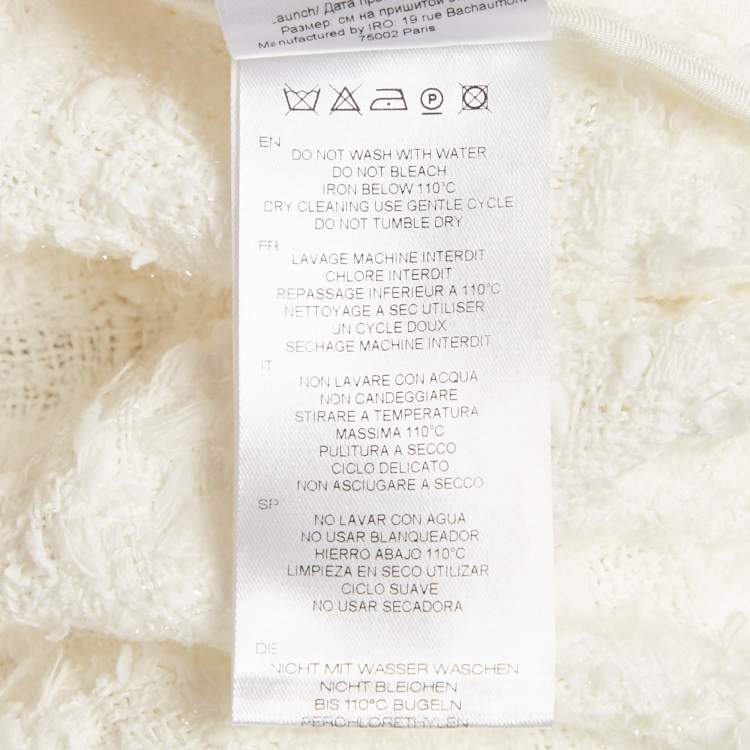 Launch/ Дата
Размер. см на пришитой
Manufactured by IRO. 19 rue Bachaumont
75002 Paris
EN
DO NOT WASH WITH WATER
DO NOT BLEACH
IRON BELOW 110°C
DRY CLEANING USE GENTLE CYCLE
DO NOT TUMBLE DRY
FR
LAVAGE MACHINE INTERDIT
CHLORE INTERDIT
REPASSAGE INFERIEUR A 110°C
NETTOYAGE A SEC UTILISER
UN CYCLE DOUX
SECHAGE MACHINE INTERDIT
IT
NON LAVARE CON ACQUA
NON CANDEGGIARE
STIRARE A TEMPERATURA
MASSIMA 110°C
PULITURA A SECCO
CICLO DELICATO
NON ASCIUGARE A SECCO
SP
NO LAVAR CON AGUA
NO USAR BLANQUEADOR
HIERRO ABAJO 110°C
LIMPIEZA EN SECO UTILIZAR
CICLO SUAVE
NO USAR SECADORA
DE
NICHT MIT WASSER WASCHEN
NICHT BLEICHEN
BIS 110°C BUGELN
PERCHLORETHYLEN